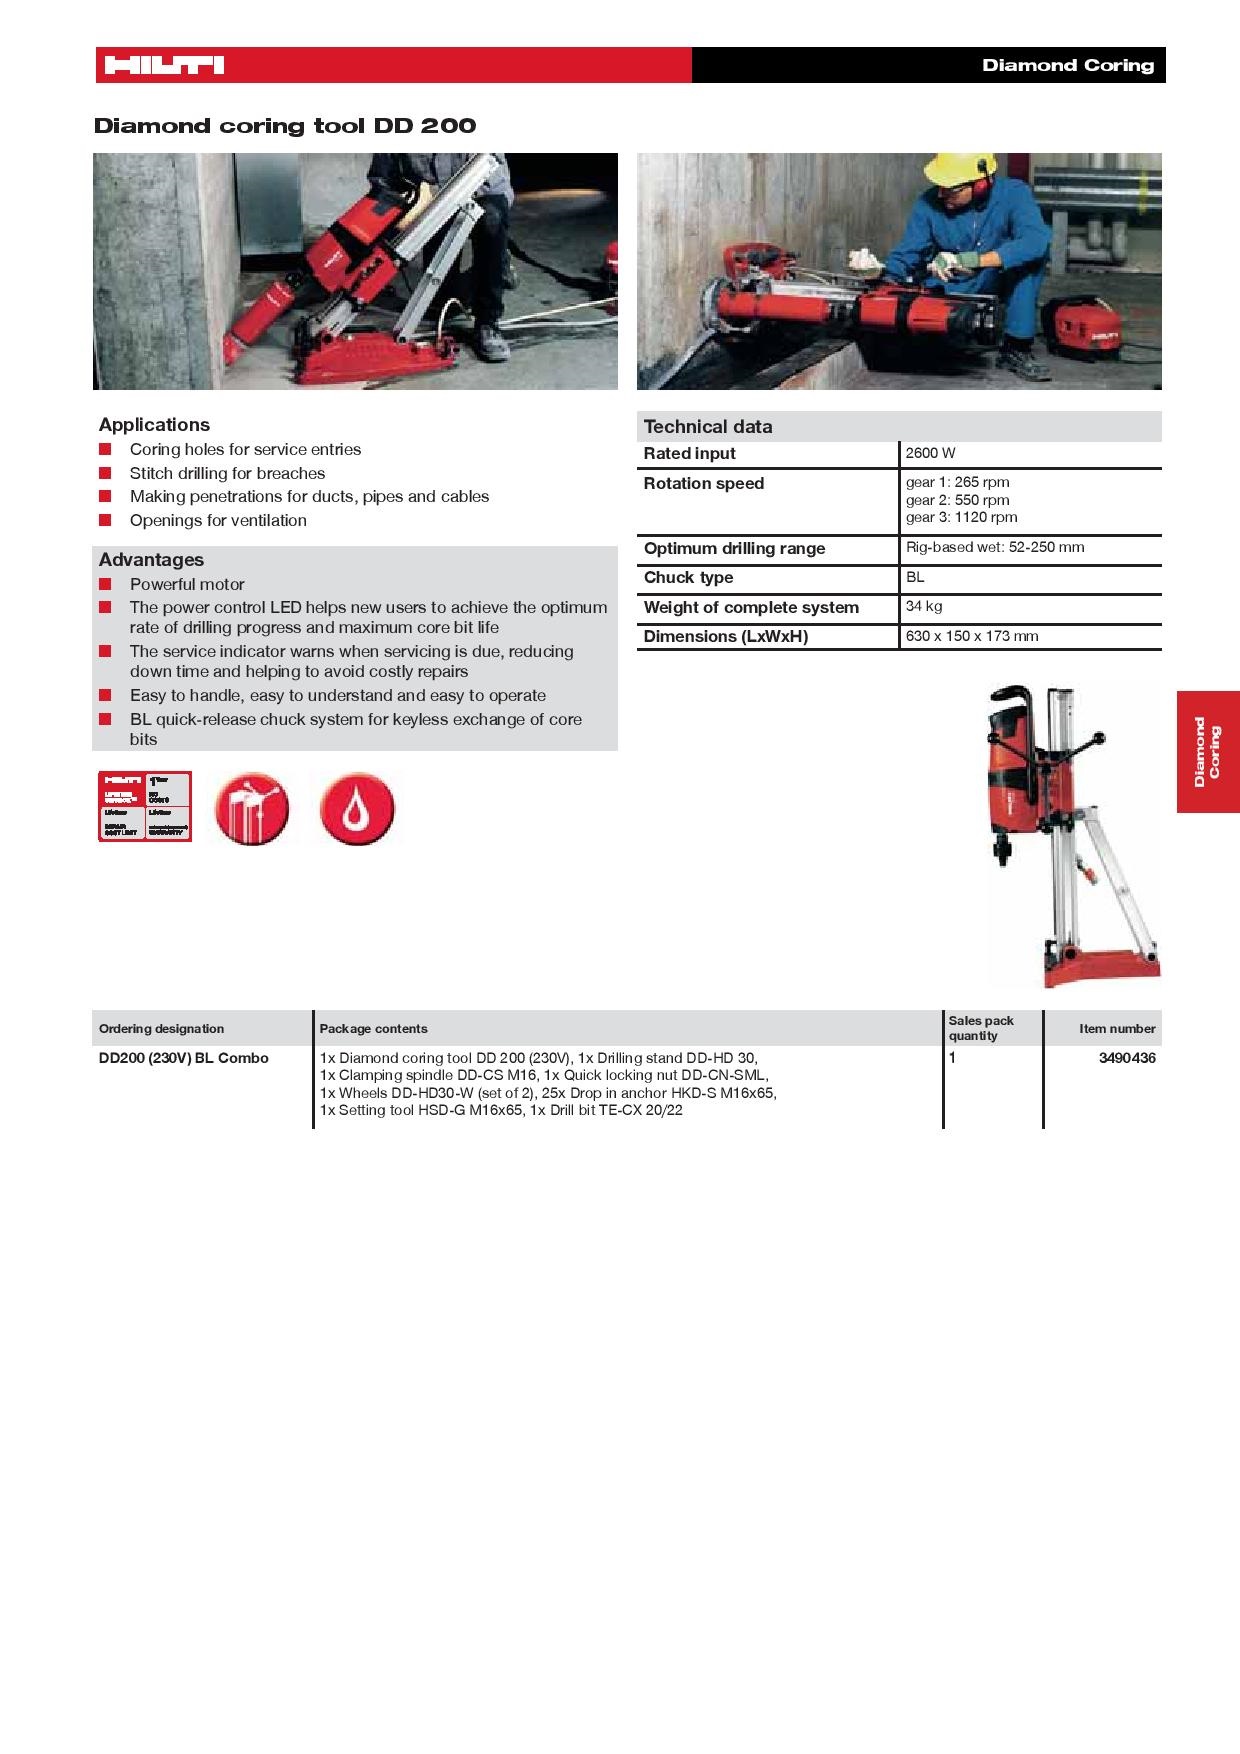 HILTI
Diamond Coring
Diamond coring tool DD 200
Applications
Coring holes for service entries
Stitch drilling for breaches
Making penetrations for ducts, pipes and cables
Openings for ventilation
Advantages
Powerful motor
The power control LED helps new users to achieve the optimum
rate of drilling progress and maximum core bit life
The service indicator warns when servicing is due, reducing
down time and helping to avoid costly repairs
Easy to handle, easy to understand and easy to operate
BL quick-release chuck system for keyless exchange of core
bits
HILTI
Technical data
Rated input 2600 W
Rotation speed gear 1: 265 rpm
gear 2: 550 rpm
gear 3: 1120 rpm
Optimum drilling range Rig-based wet: 52-250 mm
Chuck type BL
Weight of complete system 34 kg
Dimensions (LxWxH) 630 x 150 x 173 mm
Diamond
Coring
Ordering designation Package contents Sales pack quantity Item number
DD200 (230V) BL Combo 1x Diamond coring tool DD 200 (230V), 1x Drilling stand DD-HD 30, 1 3490436
1x Clamping spindle DD-CS M16, 1x Quick locking nut DD-CN-SML,
1x Wheels DD-HD30-W (set of 2), 25x Drop in anchor HKD-S M16x65,
1x Setting tool HSD-G M16x65, 1x Drill bit TE-CX 20/22